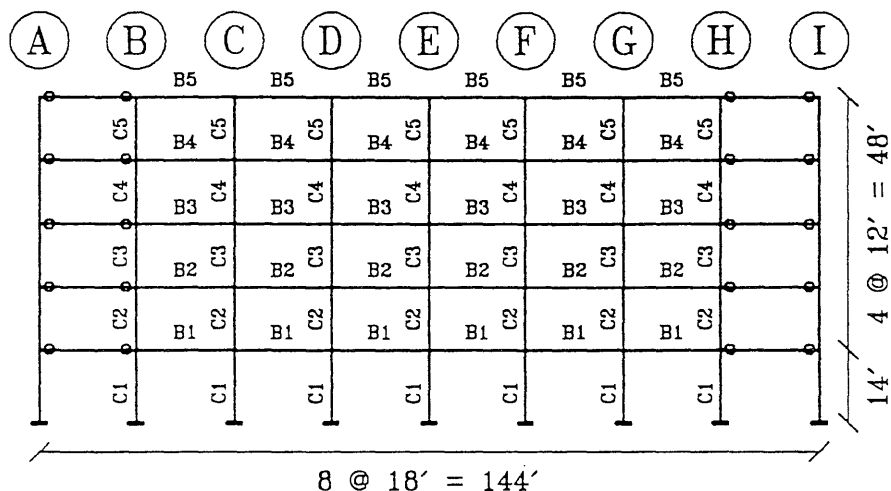 A B C D E F G H I
B5 B5 B5 B5 B5 B5
C5 C5 C5 C5 C5 C5 C5
B4 B4 B4 B4 B4 B4
C4 C4 C4 C4 C4 C4 C4
B3 B3 B3 B3 B3 B3
C3 C3 C3 C3 C3 C3 C3
B2 B2 B2 B2 B2 B2
C2 C2 C2 C2 C2 C2 C2
B1 B1 B1 B1 B1 B1
C1 C1 C1 C1 C1 C1 C1
4 @ 12' = 48'
14'
8 @ 18' = 144'